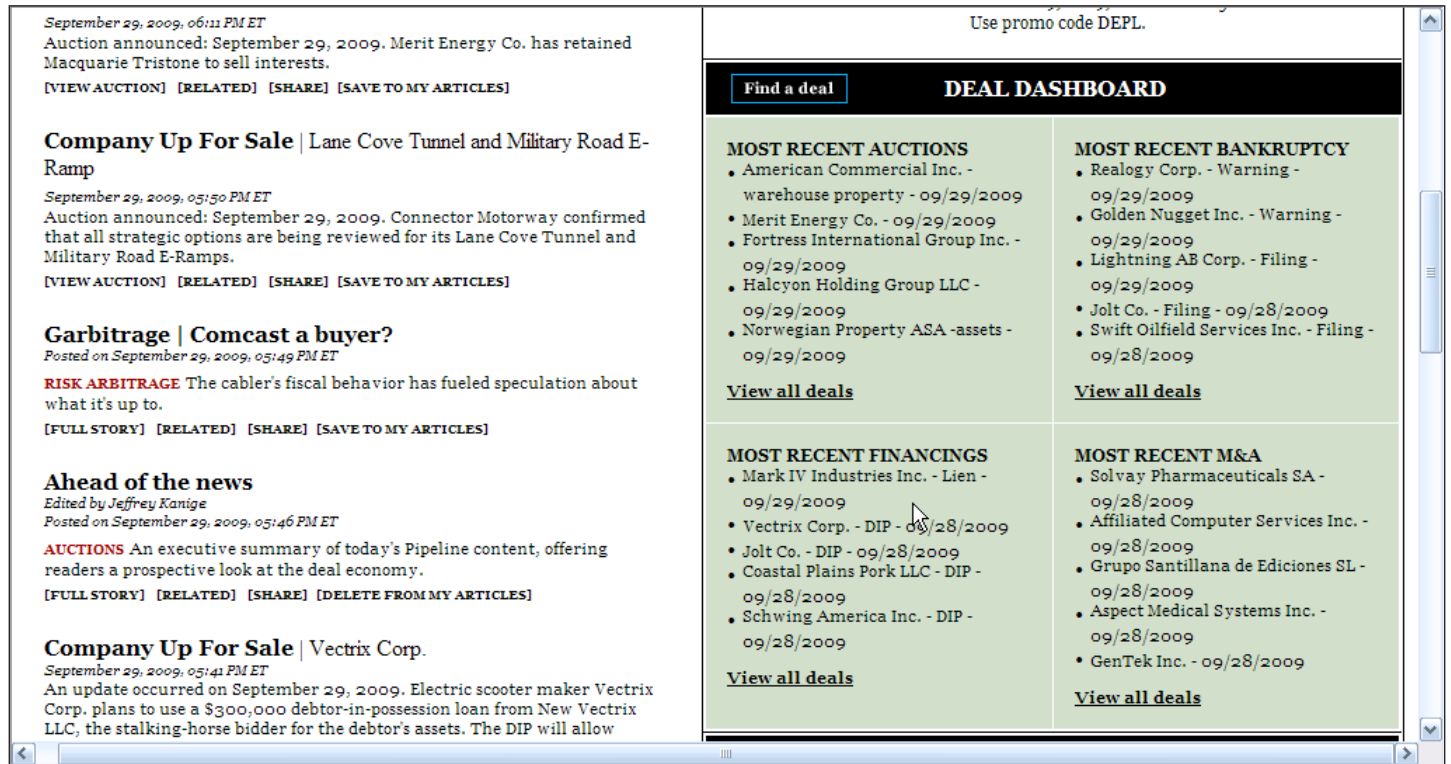 September 29, 2009, 06:11 PM ET
Auction announced: September 29, 2009. Merit Energy Co. has retained
Macquarie Tristone to sell interests.
[VIEW AUCTION] [RELATED] [SHARE] [SAVE TO MY ARTICLES]
Company Up For Sale | Lane Cove Tunnel and Military Road E-
Ramp
September 29, 2009, 05:50 PM ET
Auction announced: September 29, 2009. Connector Motorway confirmed
that all strategic options are being reviewed for its Lane Cove Tunnel and
Military Road E-Ramps.
[VIEW AUCTION] [RELATED] [SHARE] [SAVE TO MY ARTICLES]
Garbitrage | Comcast a buyer?
Posted on September 29, 2009, 05:49 PM ET
RISK ARBITRAGE The cabler's fiscal behavior has fueled speculation about
what it's up to.
[FULL STORY] [RELATED] [SHARE] [SAVE TO MY ARTICLES]
Ahead of the news
Edited by Jeffrey Kanige
Posted on September 29, 2009, 05:46 PM ET
AUCTIONS An executive summary of today's Pipeline content, offering
readers a prospective look at the deal economy.
[FULL STORY] [RELATED] [SHARE] [DELETE FROM MY ARTICLES]
Company Up For Sale | Vectrix Corp.
September 29, 2009, 05:41 PM ET
An update occurred on September 29, 2009. Electric scooter maker Vectrix
Corp. plans to use a $300,000 debtor-in-possession loan from New Vectrix
LLC, the stalking-horse bidder for the debtor's assets. The DIP will allow
Use promo code DEPL.
Find a deal
DEAL DASHBOARD
MOST RECENT AUCTIONS
• American Commercial Inc. -
warehouse property - 09/29/2009
• Merit Energy Co. - 09/29/2009
• Fortress International Group Inc. -
09/29/2009
• Halcyon Holding Group LLC -
09/29/2009
• Norwegian Property ASA -assets -
09/29/2009
View all deals
MOST RECENT BANKRUPTCY
• Realogy Corp. - Warning -
09/29/2009
• Golden Nugget Inc. - Warning -
09/29/2009
• Lightning AB Corp. - Filing -
09/29/2009
• Jolt Co. - Filing - 09/28/2009
• Swift Oilfield Services Inc. - Filing -
09/28/2009
View all deals
MOST RECENT FINANCINGS
• Mark IV Industries Inc. - Lien -
09/29/2009
• Vectrix Corp. - DIP - 09/28/2009
• Jolt Co. - DIP - 09/28/2009
• Coastal Plains Pork LLC - DIP -
09/28/2009
• Schwing America Inc. - DIP -
09/28/2009
View all deals
MOST RECENT M&A
• Solvay Pharmaceuticals SA -
09/28/2009
• Affiliated Computer Services Inc. -
09/28/2009
• Grupo Santillana de Ediciones SL -
09/28/2009
• Aspect Medical Systems Inc. -
09/28/2009
• GenTek Inc. - 09/28/2009
View all deals